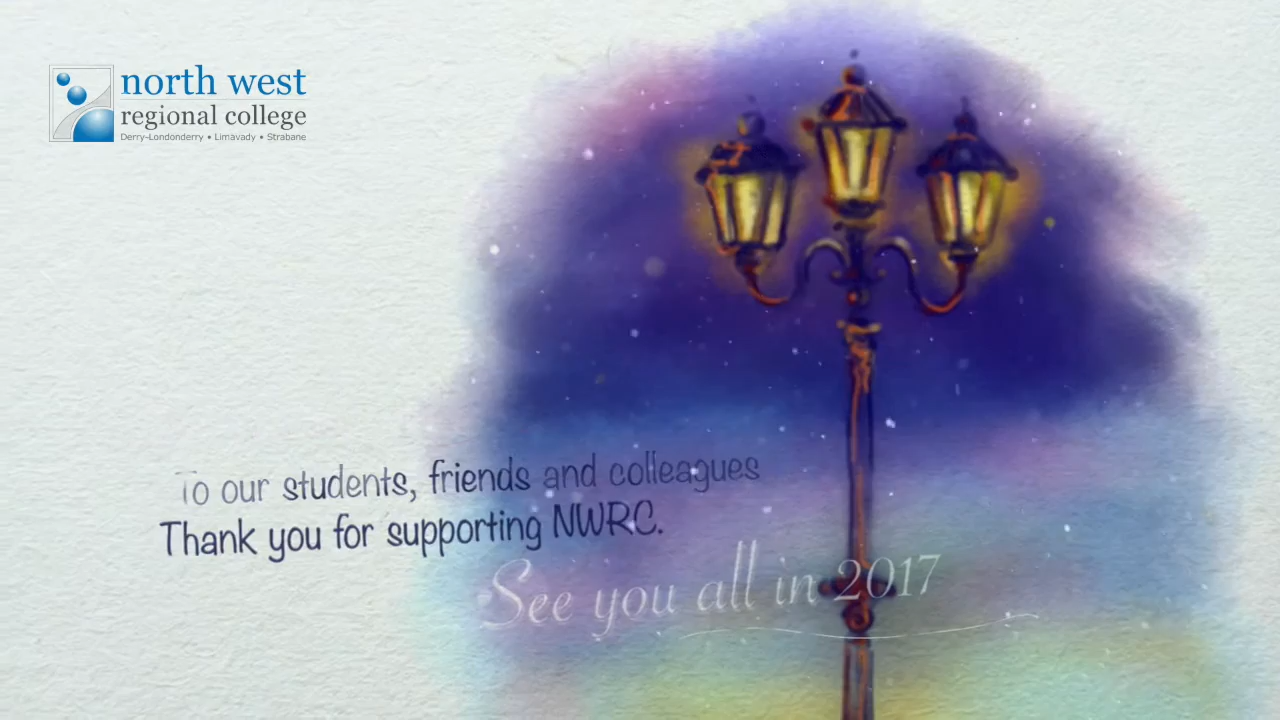 north west
regional college
Derry-Londonderry • Limavady • Strabane
To our students, friends and colleagues
Thank you for supporting NWRC.
See you all in 2017